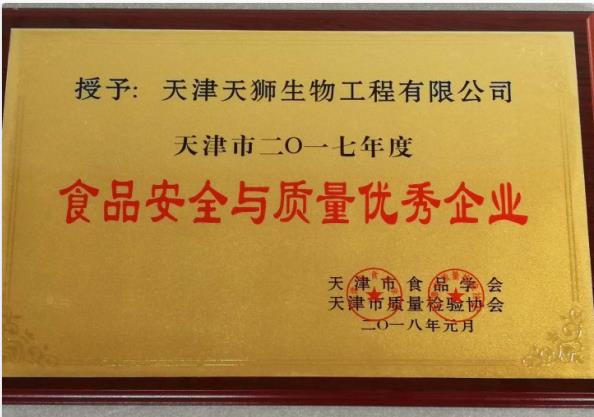 授予：天津天狮生物工程有限公司
天津市二〇一七年度
食品安全与质量优秀企业
天津市食品学会
天津市质量检验协会
二〇一八年元月